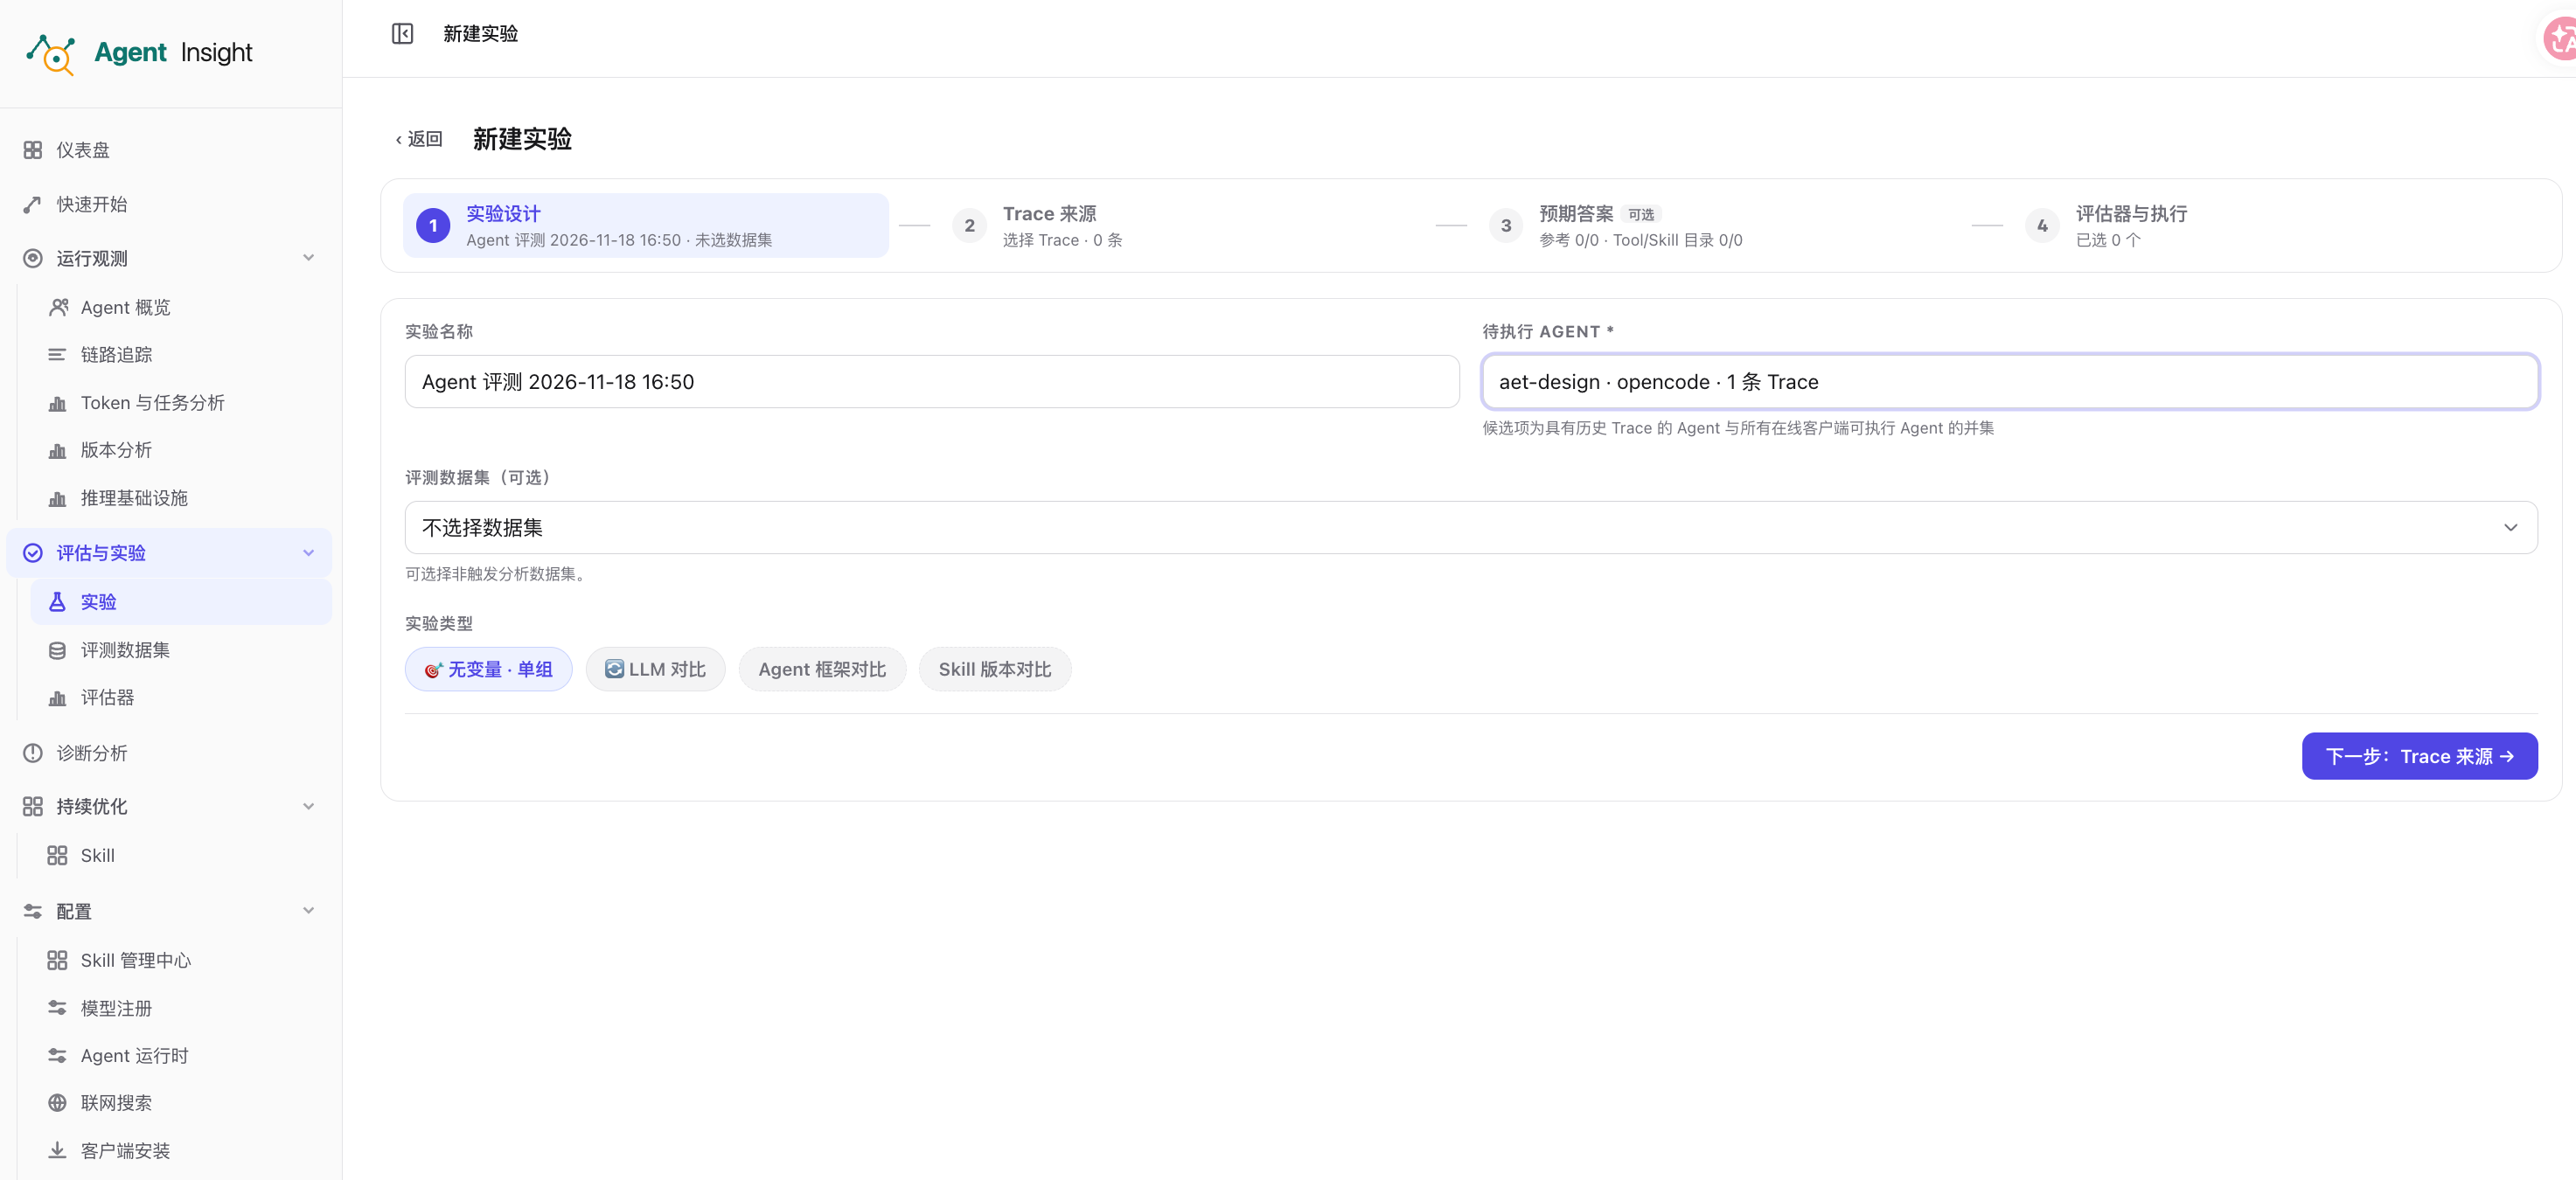 Agent Insight
仪表盘
快速开始
运行观测
Agent 概览
链路追踪
Token 与任务分析
版本分析
推理基础设施
评估与实验
实验
评测数据集
评估器
诊断分析
持续优化
Skill
配置
Skill 管理中心
模型注册
Agent 运行时
联网搜索
客户端安装
新建实验
‹ 返回
新建实验
1
实验设计
Agent 评测 2026-11-18 16:50 · 未选数据集
2
Trace 来源
选择 Trace · 0 条
3
预期答案 可选
参考 0/0 · Tool/Skill 目录 0/0
4
评估器与执行
已选 0 个
实验名称
Agent 评测 2026-11-18 16:50
待执行 AGENT *
aet-design · opencode · 1 条 Trace
候选项为具有历史 Trace 的 Agent 与所有在线客户端可执行 Agent 的并集
评测数据集（可选）
不选择数据集
可选择非触发分析数据集。
实验类型
无变量 · 单组
LLM 对比
Agent 框架对比
Skill 版本对比
下一步：Trace 来源 →